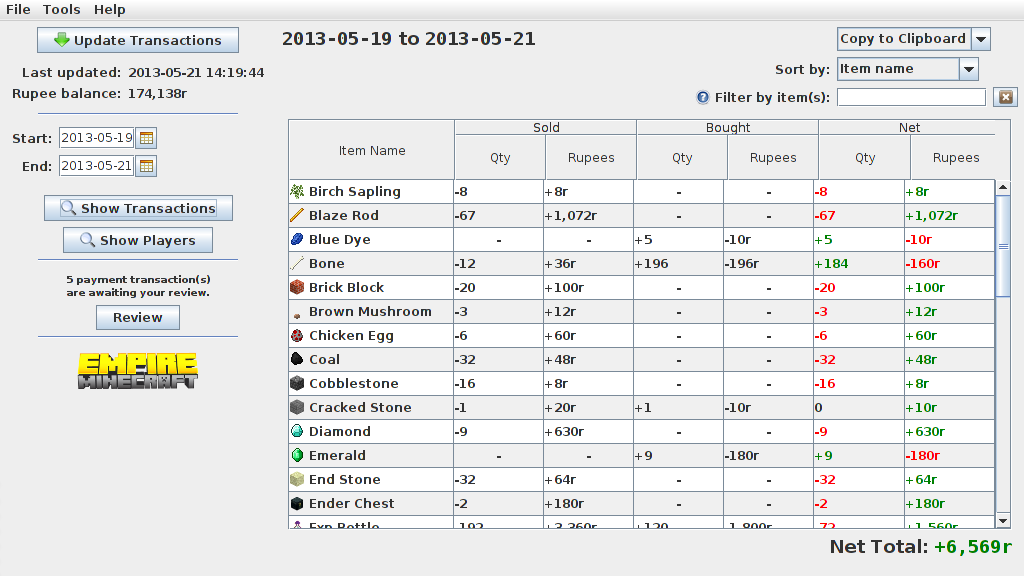 File Tools Help
Update Transactions
2013-05-19 to 2013-05-21
Copy to Clipboard
Last updated: 2013-05-21 14:19:44
Sort by: Item name
Rupee balance: 174,138r
Filter by item(s):
Start: 2013-05-19
End: 2013-05-21
Show Transactions
Show Players
5 payment transaction(s)
are awaiting your review.
Review
EMPIRE
MINECRAFT
Item Name Sold Bought Net
Qty Rupees Qty Rupees Qty Rupees
Birch Sapling -8 +8r - - -8 +8r
Blaze Rod -67 +1,072r - - -67 +1,072r
Blue Dye - - +5 -10r +5 -10r
Bone -12 +36r +196 -196r +184 -160r
Brick Block -20 +100r - - -20 +100r
Brown Mushroom -3 +12r - - -3 +12r
Chicken Egg -6 +60r - - -6 +60r
Coal -32 +48r - - -32 +48r
Cobblestone -16 +8r - - -16 +8r
Cracked Stone -1 +20r +1 -10r 0 +10r
Diamond -9 +630r - - -9 +630r
Emerald - - +9 -180r +9 -180r
End Stone -32 +64r - - -32 +64r
Ender Chest -2 +180r - - -2 +180r
Exp Bottle -192 +3,360r +120 -1,800r -72 +1,560r
Net Total: +6,569r